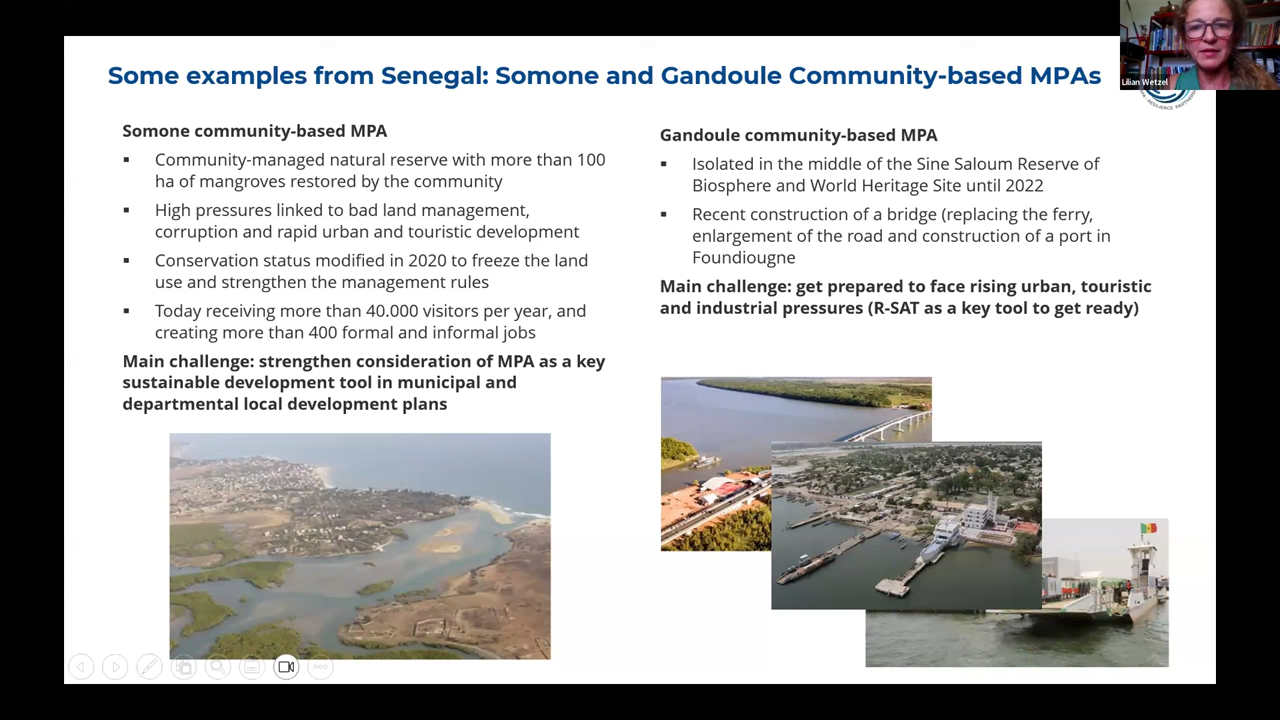 Some examples from Senegal: Somone and Gandoule Community-based MPAs
Lilian Wetzel
Somone community-based MPA
▪ Community-managed natural reserve with more than 100
ha of mangroves restored by the community
▪ High pressures linked to bad land management,
corruption and rapid urban and touristic development
▪ Conservation status modified in 2020 to freeze the land
use and strengthen the management rules
▪ Today receiving more than 40.000 visitors per year, and
creating more than 400 formal and informal jobs
Main challenge: strengthen consideration of MPA as a key
sustainable development tool in municipal and
departmental local development plans
Gandoule community-based MPA
▪ Isolated in the middle of the Sine Saloum Reserve of
Biosphere and World Heritage Site until 2022
▪ Recent construction of a bridge (replacing the ferry,
enlargement of the road and construction of a port in
Foundiougne
Main challenge: get prepared to face rising urban, touristic
and industrial pressures (R-SAT as a key tool to get ready)